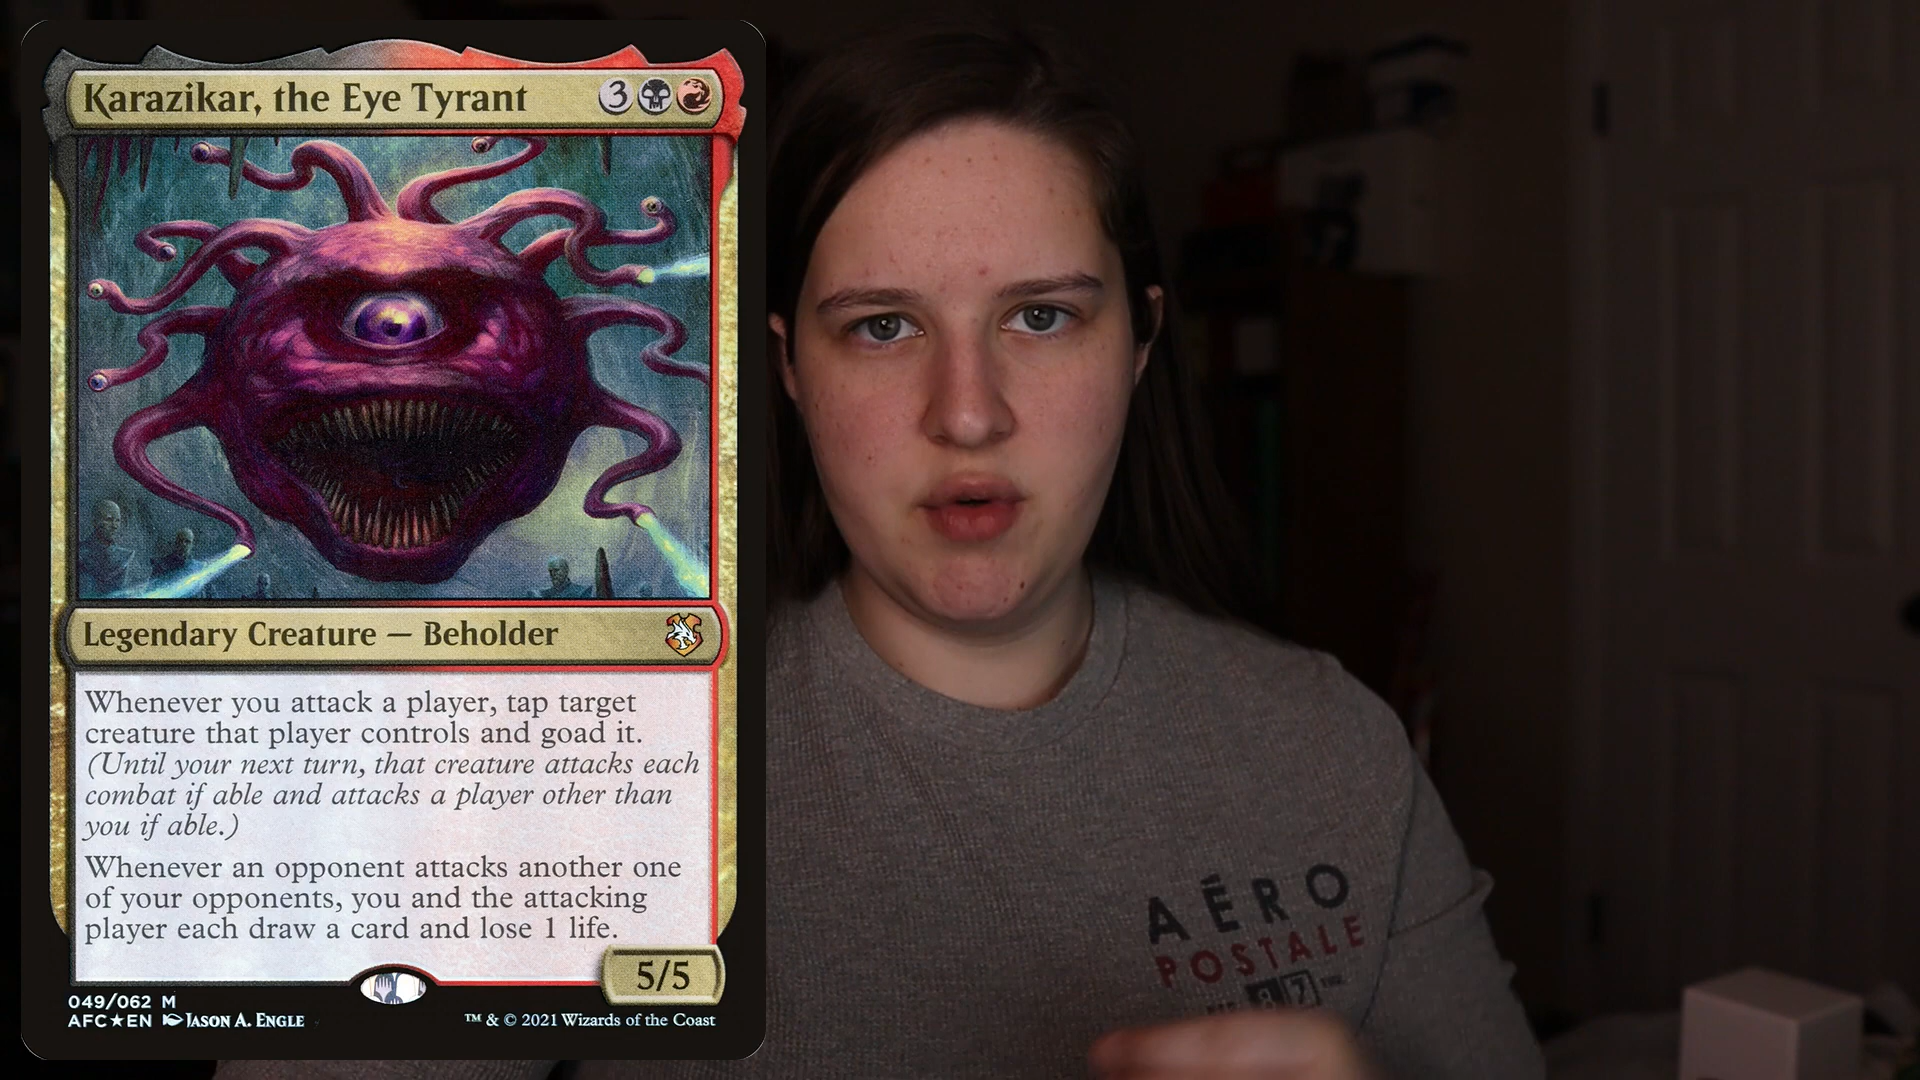 Karazikar, the Eye Tyrant 3
Legendary Creature — Beholder
Whenever you attack a player, tap target
creature that player controls and goad it.
(Until your next turn, that creature attacks each
combat if able and attacks a player other than
you if able.)
Whenever an opponent attacks another one
of your opponents, you and the attacking
player each draw a card and lose 1 life.
5/5
049/062 M
AFC★EN JASON A. ENGLE
™ & © 2021 Wizards of the Coast
AÉRO
POSTALE
87